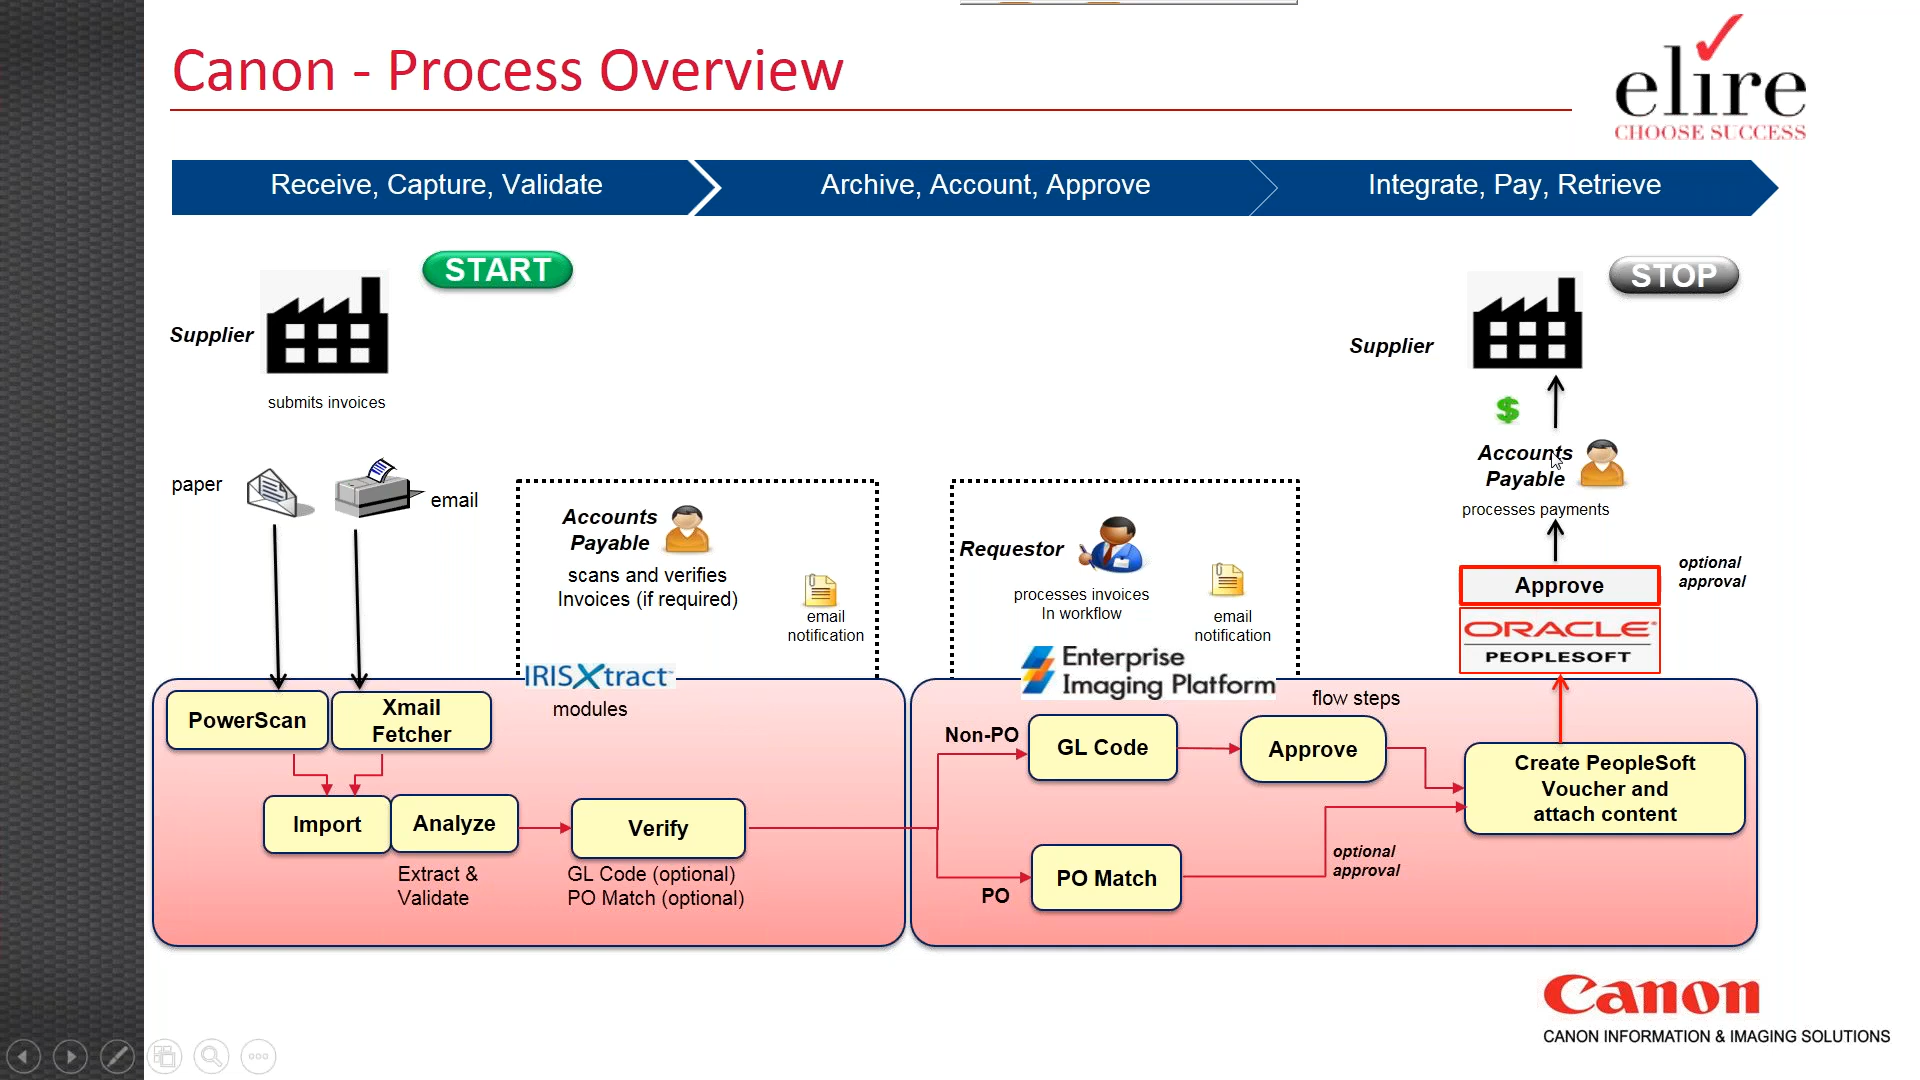 Canon - Process Overview
elire
CHOOSE SUCCESS
Receive, Capture, Validate
Archive, Account, Approve
Integrate, Pay, Retrieve
START
STOP
Supplier
submits invoices
Supplier
$
paper
email
Accounts
Payable
scans and verifies
Invoices (if required)
email
notification
Requestor
processes invoices
In workflow
email
notification
Accounts
Payable
processes payments
optional
approval
Approve
ORACLE®
PEOPLESOFT
IRISXtract™
modules
Enterprise
Imaging Platform
flow steps
PowerScan
Xmail
Fetcher
Import
Analyze
Extract &
Validate
Verify
GL Code (optional)
PO Match (optional)
Non-PO
GL Code
Approve
PO
PO Match
optional
approval
Create PeopleSoft
Voucher and
attach content
Canon
CANON INFORMATION & IMAGING SOLUTIONS